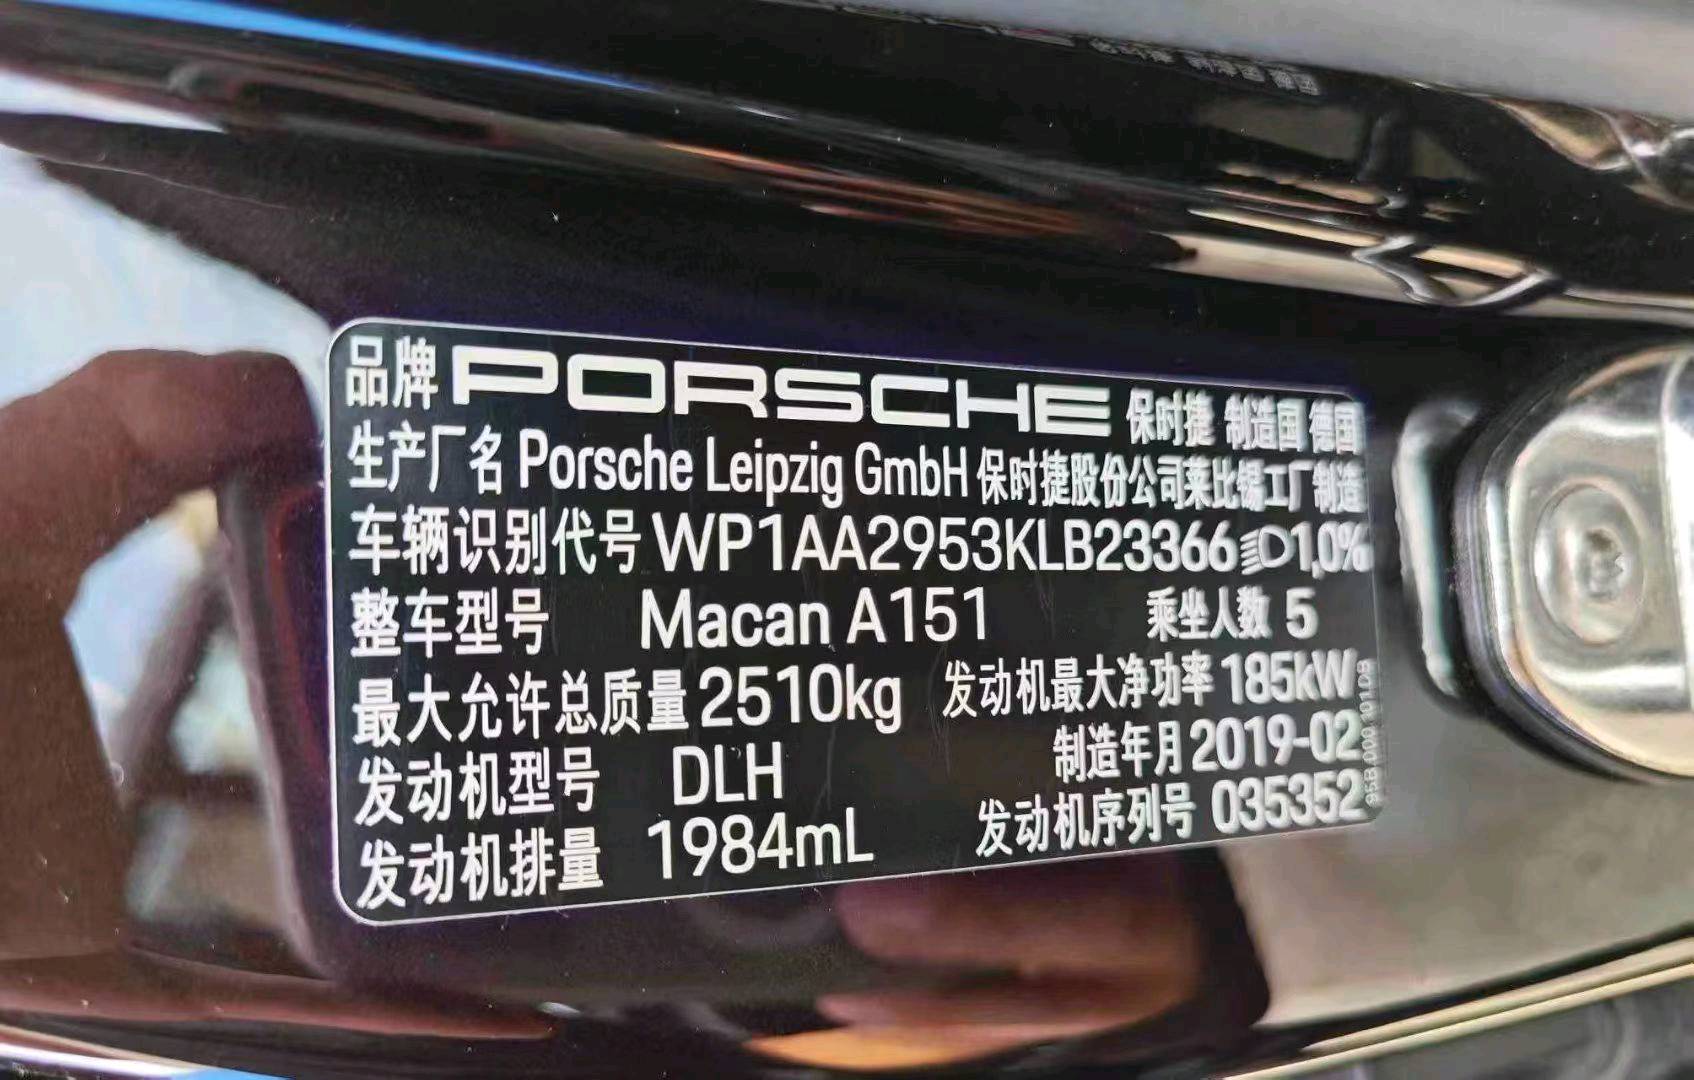 品牌 PORSCHE 保时捷 制造国 德国
生产厂名 Porsche Leipzig GmbH 保时捷股份公司莱比锡工厂制造
车辆识别代号 WP1AA2953KLB23366 1,0%
整车型号 Macan A151 乘坐人数 5
最大允许总质量 2510kg 发动机最大净功率 185kW
发动机型号 DLH 制造年月 2019-02
发动机排量 1984mL 发动机序列号 035352